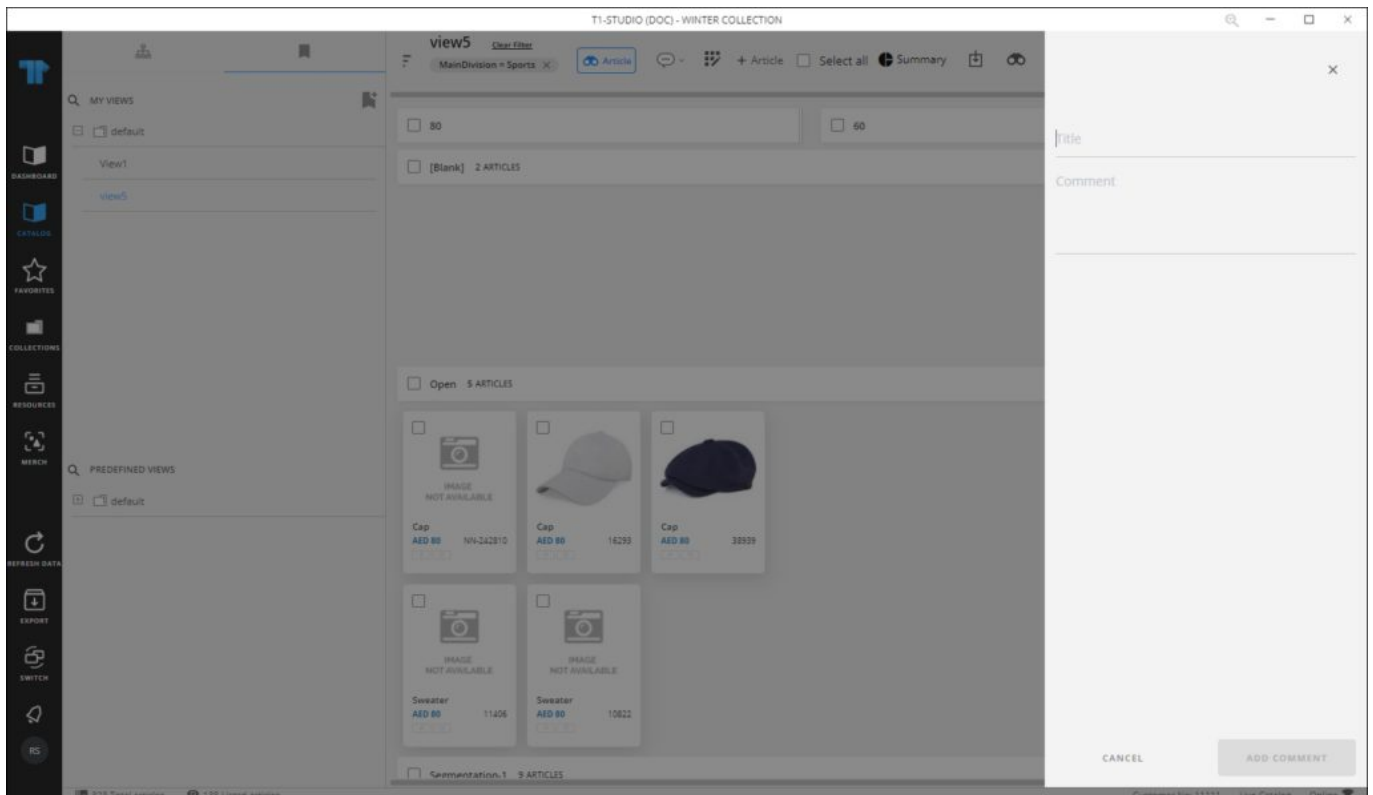 T1-STUDIO (DOC) - WINTER COLLECTION
DASHBOARD
CATALOG
FAVORITES
COLLECTIONS
RESOURCES
MERCH
REFRESH DATA
EXPORT
SWITCH
RS
MY VIEWS
default
View1
view5
PREDEFINED VIEWS
default
view5 Clear filter
MainDivision = Sports
Article
+ Article
Select all
Summary
80
60
[Blank] 2 ARTICLES
Open 5 ARTICLES
IMAGE
NOT AVAILABLE
Cap
AED 80 NN-242810
Cap
AED 80 16293
Cap
AED 80 38939
IMAGE
NOT AVAILABLE
Sweater
AED 80 11406
IMAGE
NOT AVAILABLE
Sweater
AED 80 10822
Segmentation-1 9 ARTICLES
Title
Comment
CANCEL
ADD COMMENT